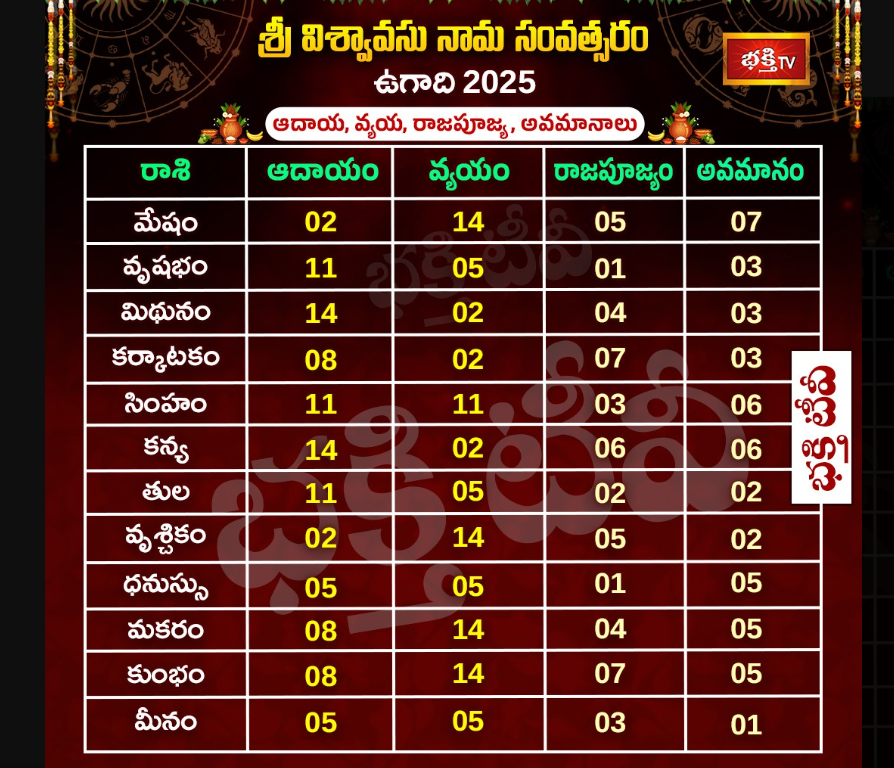 శ్రీ విశ్వావసు నామ సంవత్సరం
ఉగాది 2025
భక్తి TV
ఆదాయ, వ్యయ, రాజపూజ్య, అవమానాలు
రాశి ఆదాయం వ్యయం రాజపూజ్యం అవమానం
మేషం 02 14 05 07
వృషభం 11 05 01 03
మిథునం 14 02 04 03
కర్కాటకం 08 02 07 03
సింహం 11 11 03 06
కన్య 14 02 06 06
తుల 11 05 02 02
వృశ్చికం 02 14 05 02
ధనుస్సు 05 05 01 05
మకరం 08 14 04 05
కుంభం 08 14 07 05
మీనం 05 05 03 01
భక్తి టీవీ
భక్తి టీవీ
భక్తి టీవీ